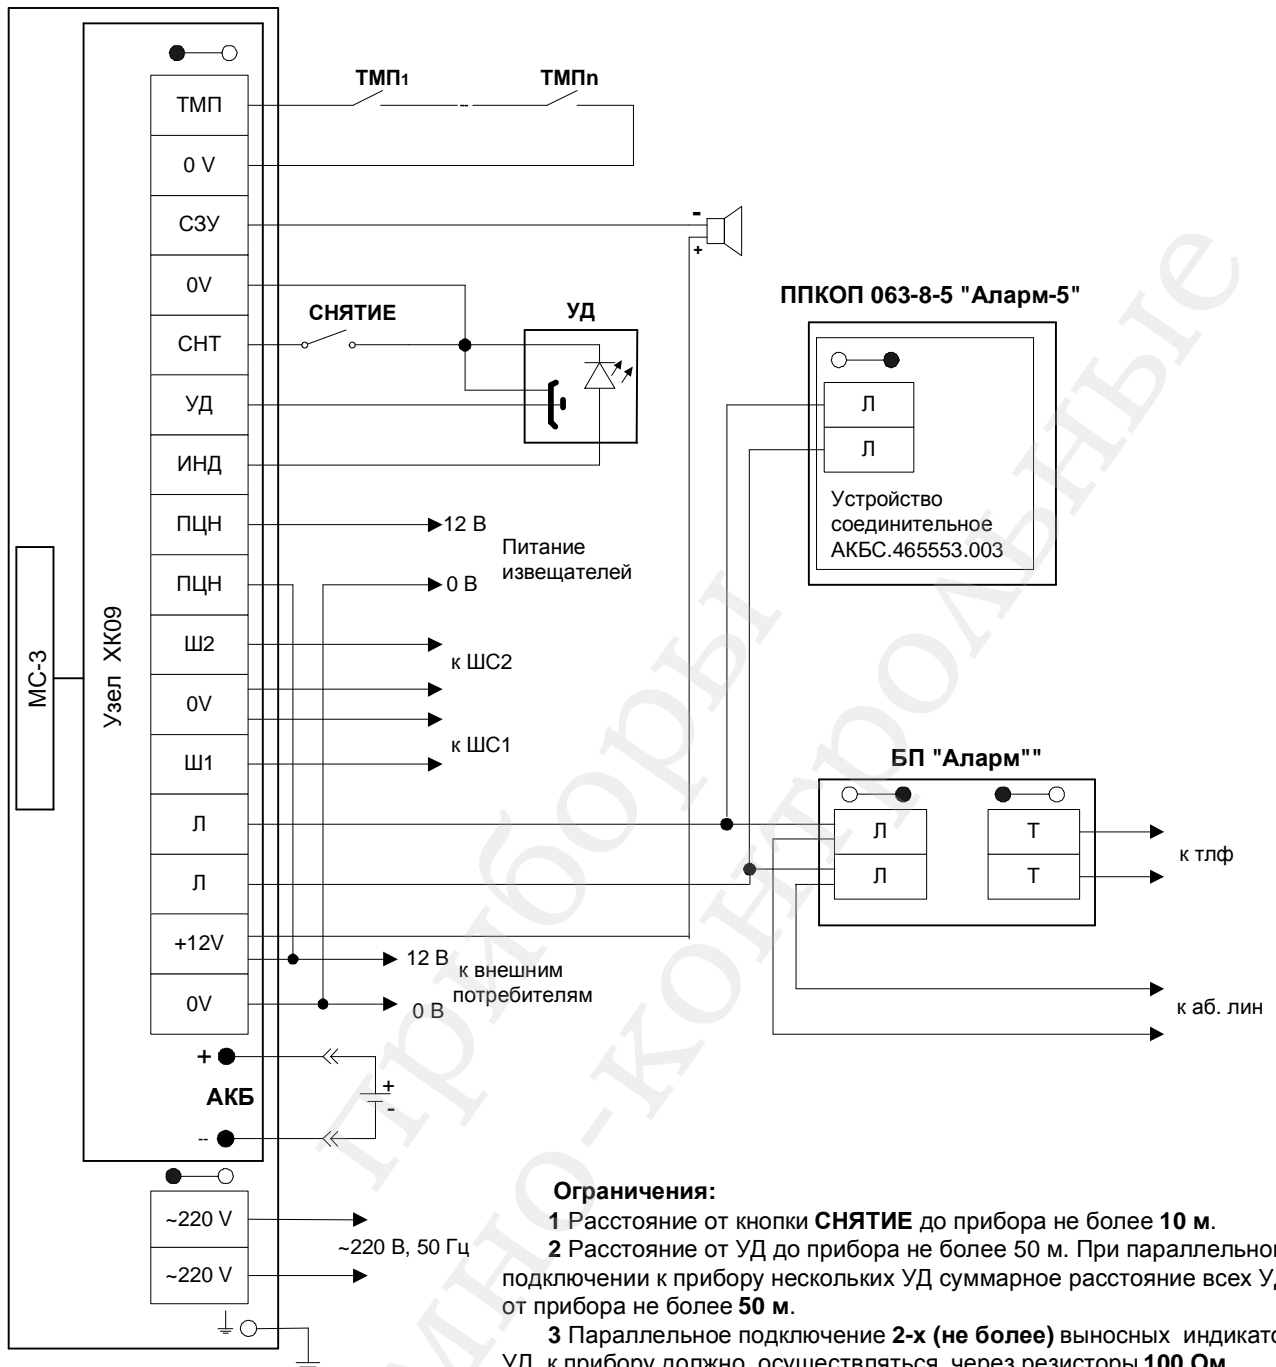 ТМП1
ТМПn
ТМП
0 V
СЗУ
-
+
0V
СНЯТИЕ
УД
ППКОП 063-8-5 "Аларм-5"
СНТ
УД
ИНД
Л
Л
Устройство
соединительное
АКБС.465553.003
ПЦН
12 В
Питание
извещателей
ПЦН
0 В
МС-3
Узел ХК09
Ш2
к ШС2
0V
Ш1
к ШС1
БП "Аларм""
Л
Л
Л
Т
Л
Т
к тлф
+12V
12 В
к внешним
потребителям
0V
0 В
к аб. лин
+
АКБ
+
-
--
~220 V
~220 В, 50 Гц
~220 V
Ограничения:
1 Расстояние от кнопки СНЯТИЕ до прибора не более 10 м.
2 Расстояние от УД до прибора не более 50 м. При параллельно
подключении к прибору нескольких УД суммарное расстояние всех УД
от прибора не более 50 м.
3 Параллельное подключение 2-х (не более) выносных индикато
УД к прибору должно осуществляться через резисторы 100 Ом
приборы
но-контрольные